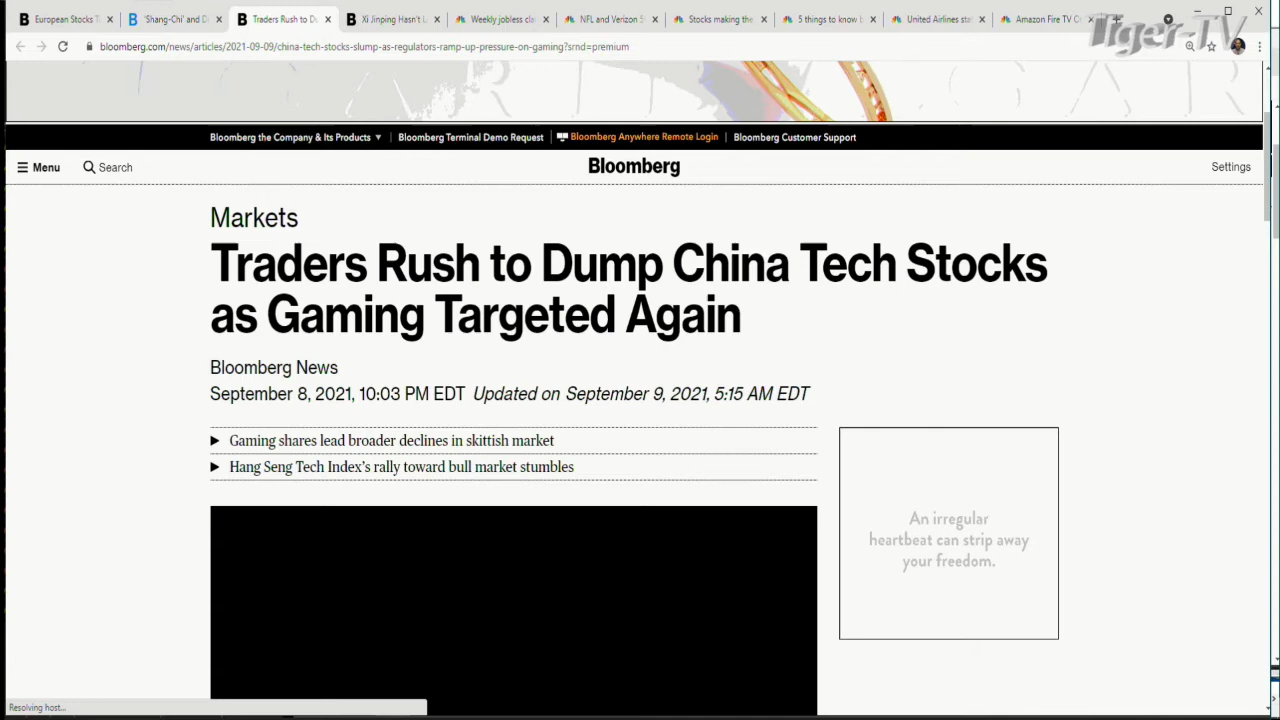 European Stocks T
'Shang-Chi' and D
Traders Rush to Du
Xi Jinping Hasn't L
Weekly jobless cla
NFL and Verizon 5
Stocks making the
5 things to know b
United Airlines sta
Amazon Fire TV C
Tiger-TV
bloomberg.com/news/articles/2021-09-09/china-tech-stocks-slump-as-regulators-ramp-up-pressure-on-gaming?srnd=premium
Bloomberg the Company & Its Products ▼ | Bloomberg Terminal Demo Request | Bloomberg Anywhere Remote Login | Bloomberg Customer Support
Menu Search Bloomberg Settings
Markets
Traders Rush to Dump China Tech Stocks
as Gaming Targeted Again
Bloomberg News
September 8, 2021, 10:03 PM EDT Updated on September 9, 2021, 5:15 AM EDT
Gaming shares lead broader declines in skittish market
Hang Seng Tech Index's rally toward bull market stumbles
An irregular
heartbeat can strip away
your freedom.
Resolving host...